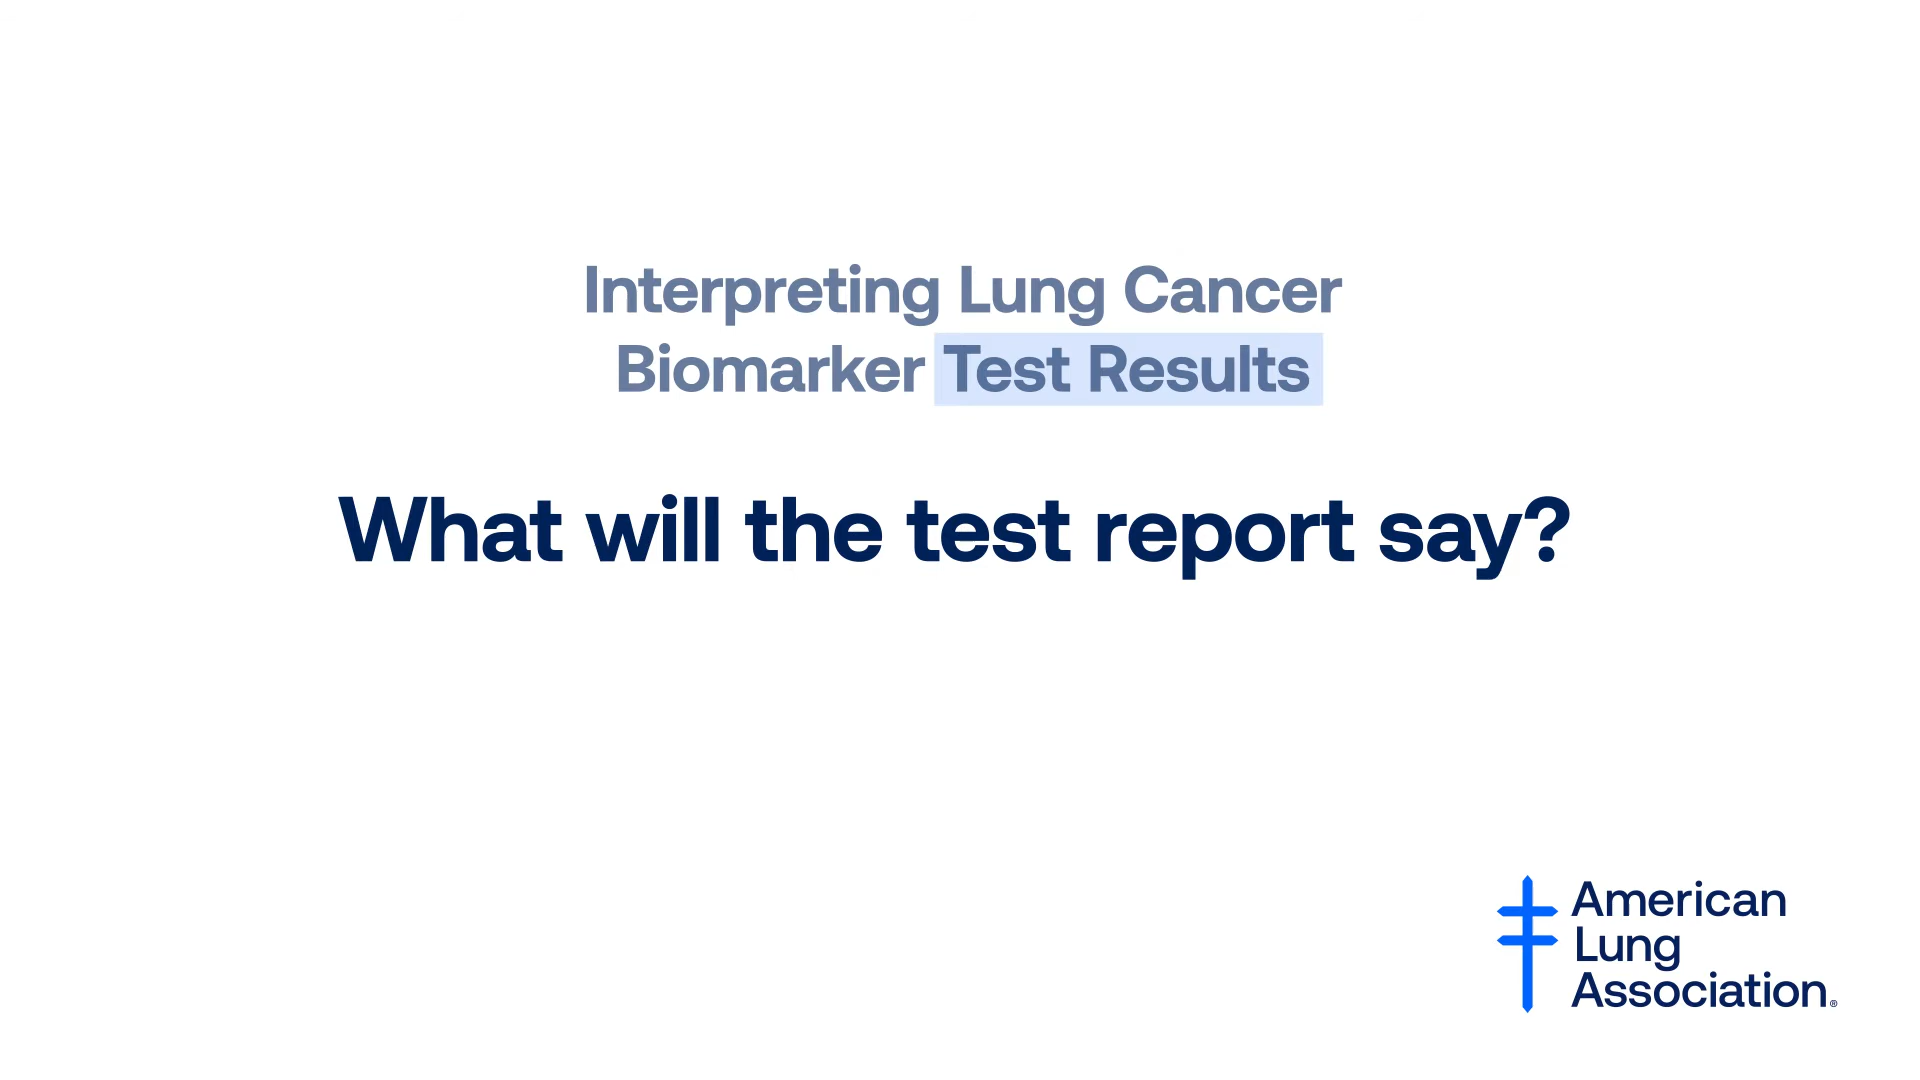 Interpreting Lung Cancer
Biomarker Test Results
What will the test report say?
American
Lung
Association®